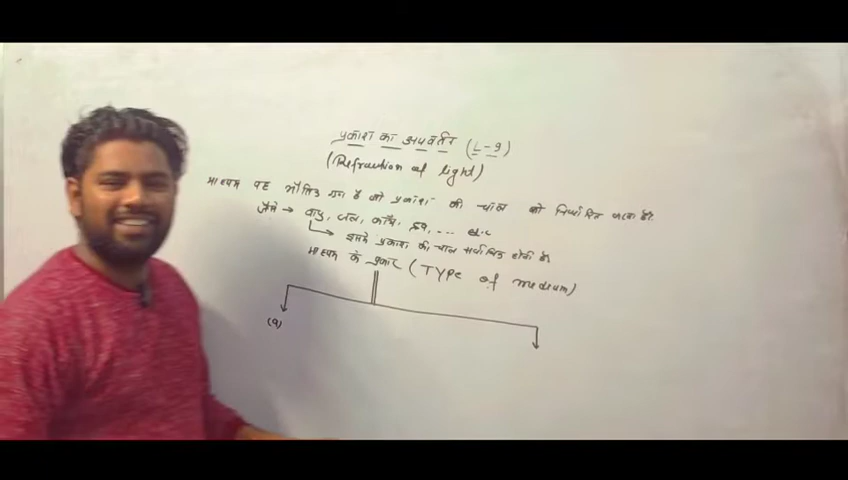 प्रकाश का अपवर्तन (L-9)
(Refraction of light)
माध्यम वह भौतिक है जो प्रकाश की चाल को निर्धारित करता है।
जैसे → वायु, जल, काँच, द्रव, ... etc
इसमें प्रकाश की चाल सर्वाधिक होती है।
माध्यम के प्रकार (Type of medium)
(a)